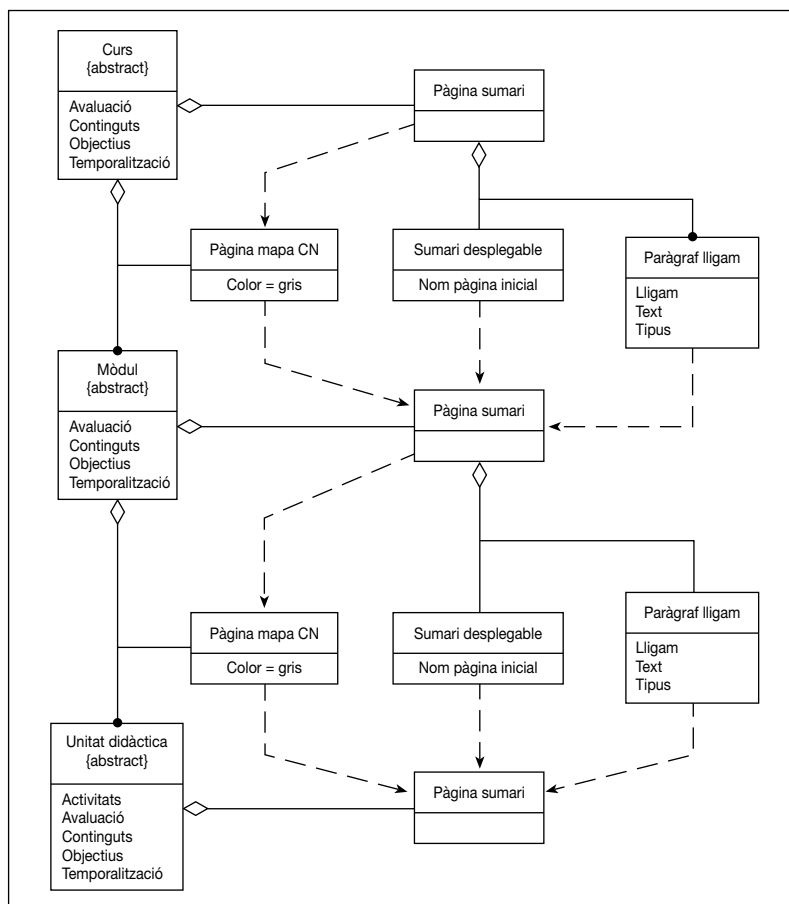 Curs
{abstract}
Avaluació
Continguts
Objectius
Temporalització
Pàgina sumari
Pàgina mapa CN
Color = gris
Sumari desplegable
Nom pàgina inicial
Paràgraf lligam
Lligam
Text
Tipus
Mòdul
{abstract}
Avaluació
Continguts
Objectius
Temporalització
Pàgina sumari
Pàgina mapa CN
Color = gris
Sumari desplegable
Nom pàgina inicial
Paràgraf lligam
Lligam
Text
Tipus
Unitat didàctica
{abstract}
Activitats
Avaluació
Continguts
Objectius
Temporalització
Pàgina sumari